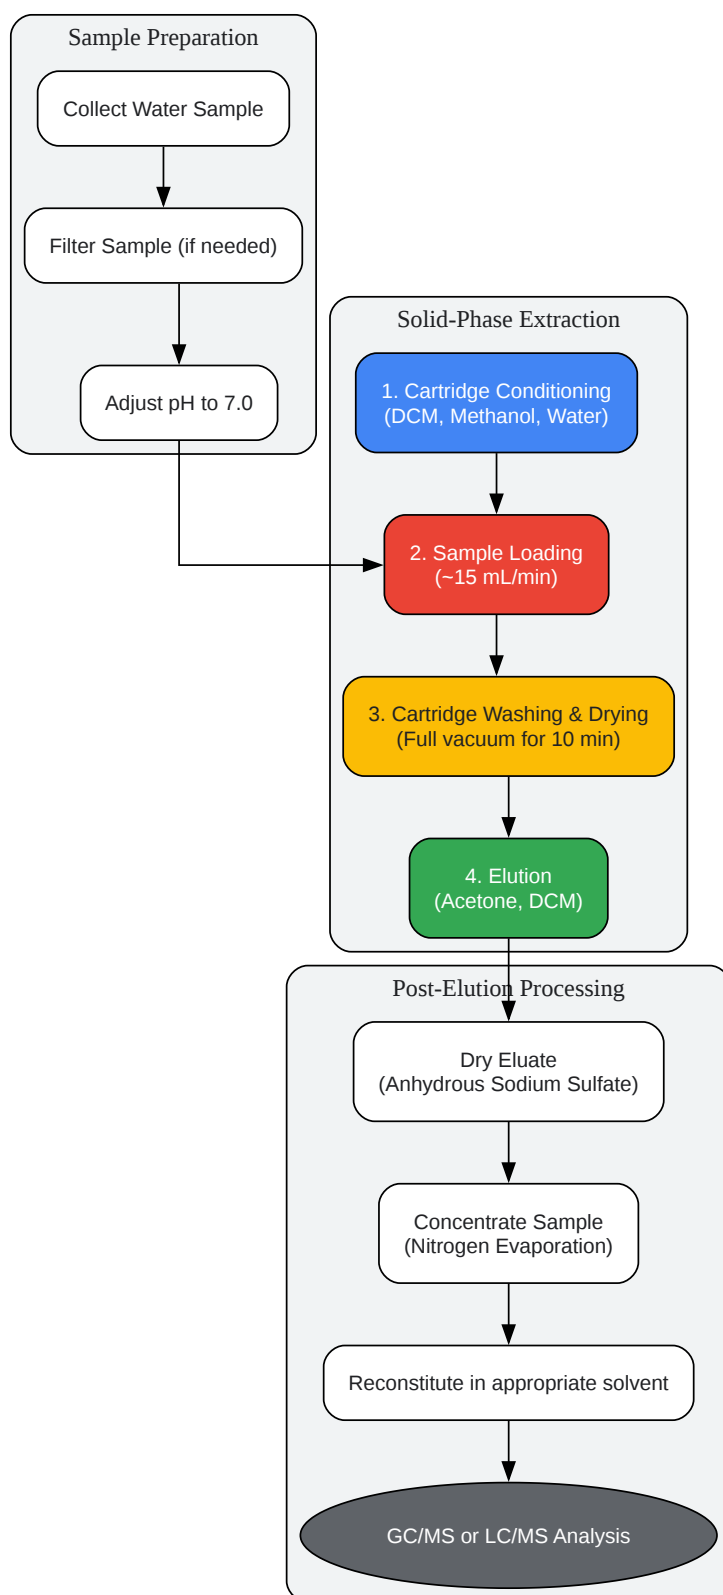 Sample Preparation
Collect Water Sample
Filter Sample (if needed)
Adjust pH to 7.0
Solid-Phase Extraction
1. Cartridge Conditioning
(DCM, Methanol, Water)
2. Sample Loading
(~15 mL/min)
3. Cartridge Washing & Drying
(Full vacuum for 10 min)
4. Elution
(Acetone, DCM)
Post-Elution Processing
Dry Eluate
(Anhydrous Sodium Sulfate)
Concentrate Sample
(Nitrogen Evaporation)
Reconstitute in appropriate solvent
GC/MS or LC/MS Analysis